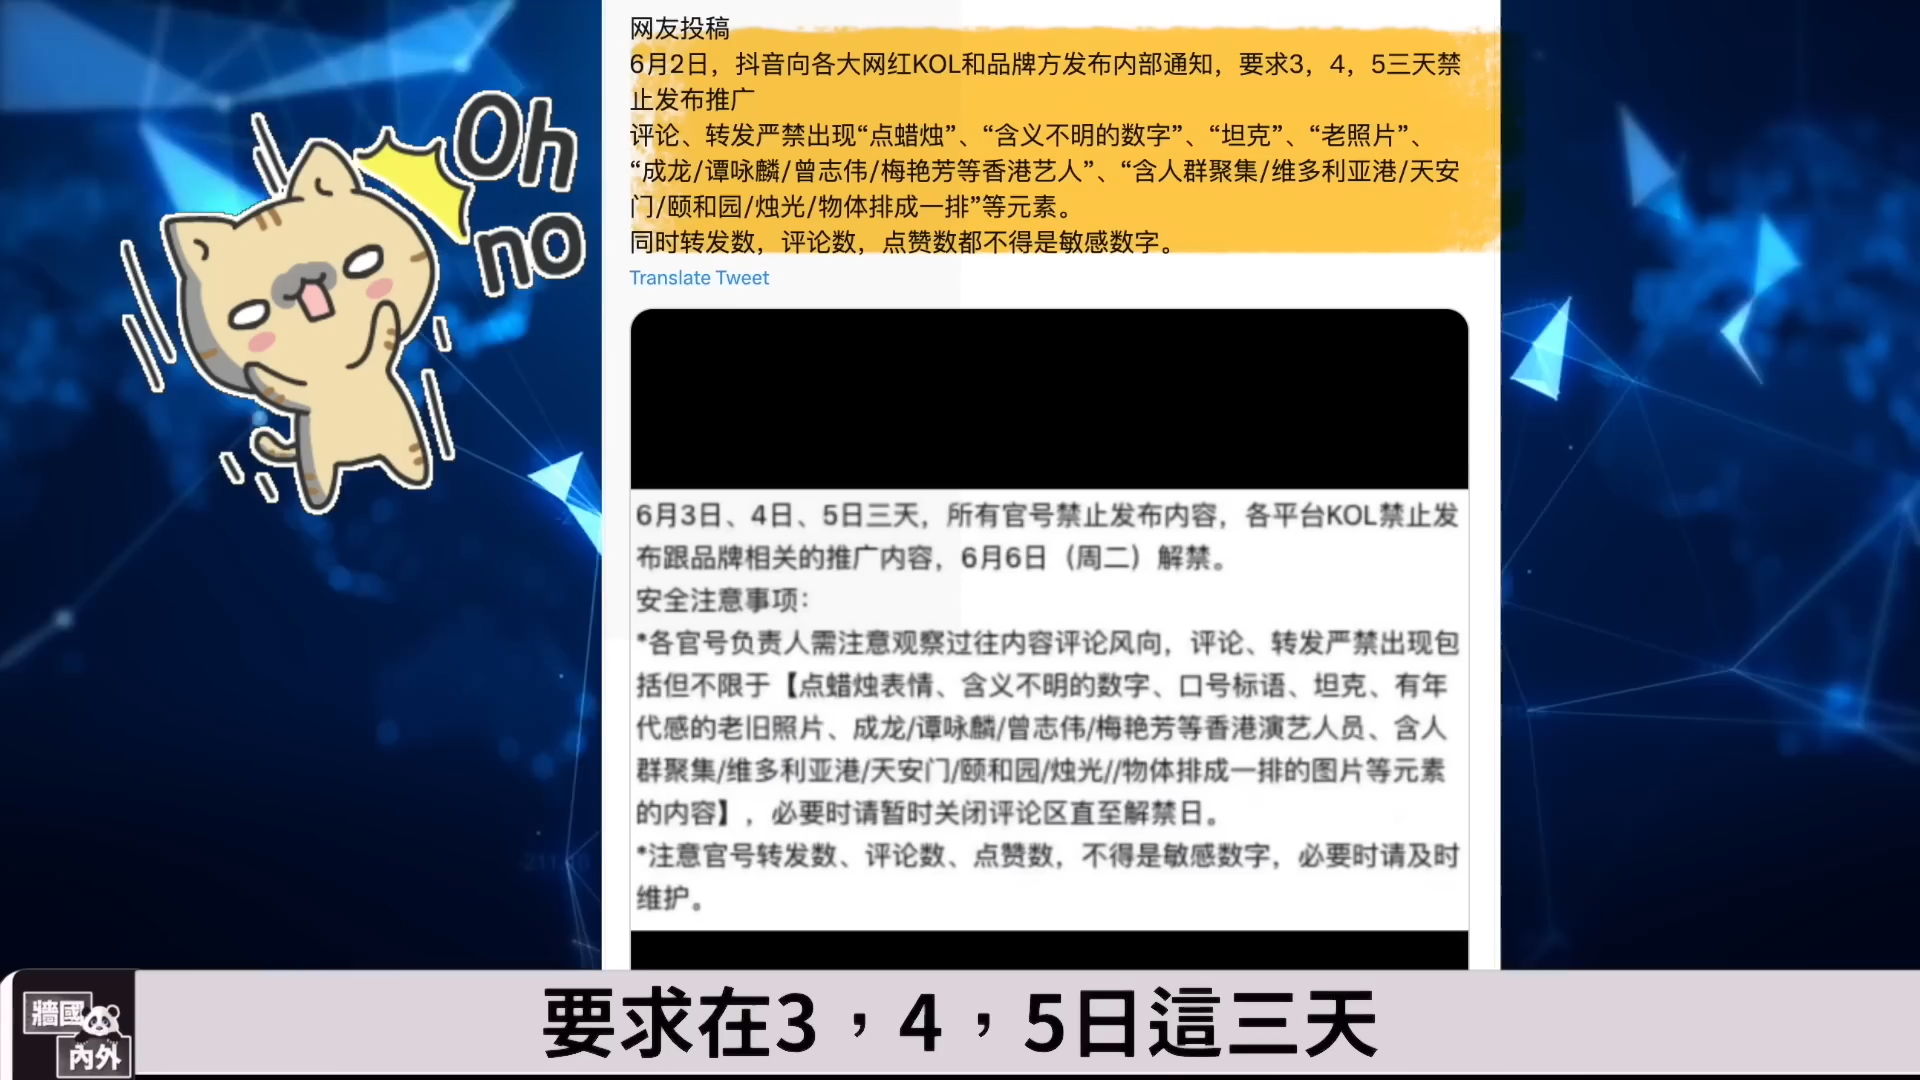 网友投稿
6月2日，抖音向各大网红KOL和品牌方发布内部通知，要求3，4，5三天禁
止发布推广
评论、转发严禁出现“点蜡烛”、“含义不明的数字”、“坦克”、“老照片”、
“成龙/谭咏麟/曾志伟/梅艳芳等香港艺人”、“含人群聚集/维多利亚港/天安
门/颐和园/烛光/物体排成一排”等元素。
同时转发数，评论数，点赞数都不得是敏感数字。
Translate Tweet
Oh
no
6月3日、4日、5日三天，所有官号禁止发布内容，各平台KOL禁止发
布跟品牌相关的推广内容，6月6日（周二）解禁。
安全注意事项：
*各官号负责人需注意观察过往内容评论风向，评论、转发严禁出现包
括但不限于【点蜡烛表情、含义不明的数字、口号标语、坦克、有年
代感的老旧照片、成龙/谭咏麟/曾志伟/梅艳芳等香港演艺人员、含人
群聚集/维多利亚港/天安门/颐和园/烛光//物体排成一排的图片等元素
的内容】，必要时请暂时关闭评论区直至解禁日。
*注意官号转发数、评论数、点赞数，不得是敏感数字，必要时请及时
维护。
牆國
內外
要求在3，4，5日這三天